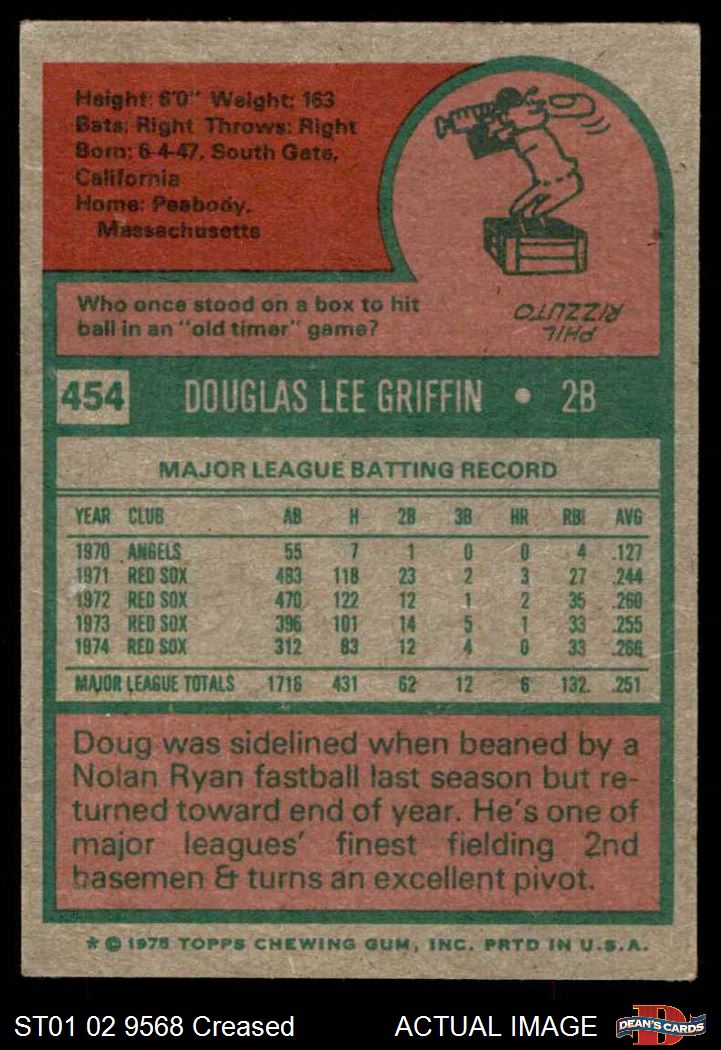 Height: 6'0" Weight: 163
Bats: Right Throws: Right
Born: 6-4-47, South Gate,
California
Home: Peabody,
Massachusetts
Who once stood on a box to hit
ball in an "old timer" game?
PHIL
RIZZUTO
454 DOUGLAS LEE GRIFFIN • 2B
MAJOR LEAGUE BATTING RECORD
YEAR CLUB AB H 2B 3B HR RBI AVG
1970 ANGELS 55 7 1 0 0 4 .127
1971 RED SOX 483 118 23 2 3 27 .244
1972 RED SOX 470 122 12 1 2 35 .260
1973 RED SOX 396 101 14 5 1 33 .255
1974 RED SOX 312 83 12 4 0 33 .266
MAJOR LEAGUE TOTALS 1716 431 62 12 6 132. .251
Doug was sidelined when beaned by a
Nolan Ryan fastball last season but re-
turned toward end of year. He's one of
major leagues' finest fielding 2nd
basemen & turns an excellent pivot.
* © 1975 TOPPS CHEWING GUM, INC. PRTD IN U.S.A.
ST01 02 9568 Creased ACTUAL IMAGE DEAN'S CARDS